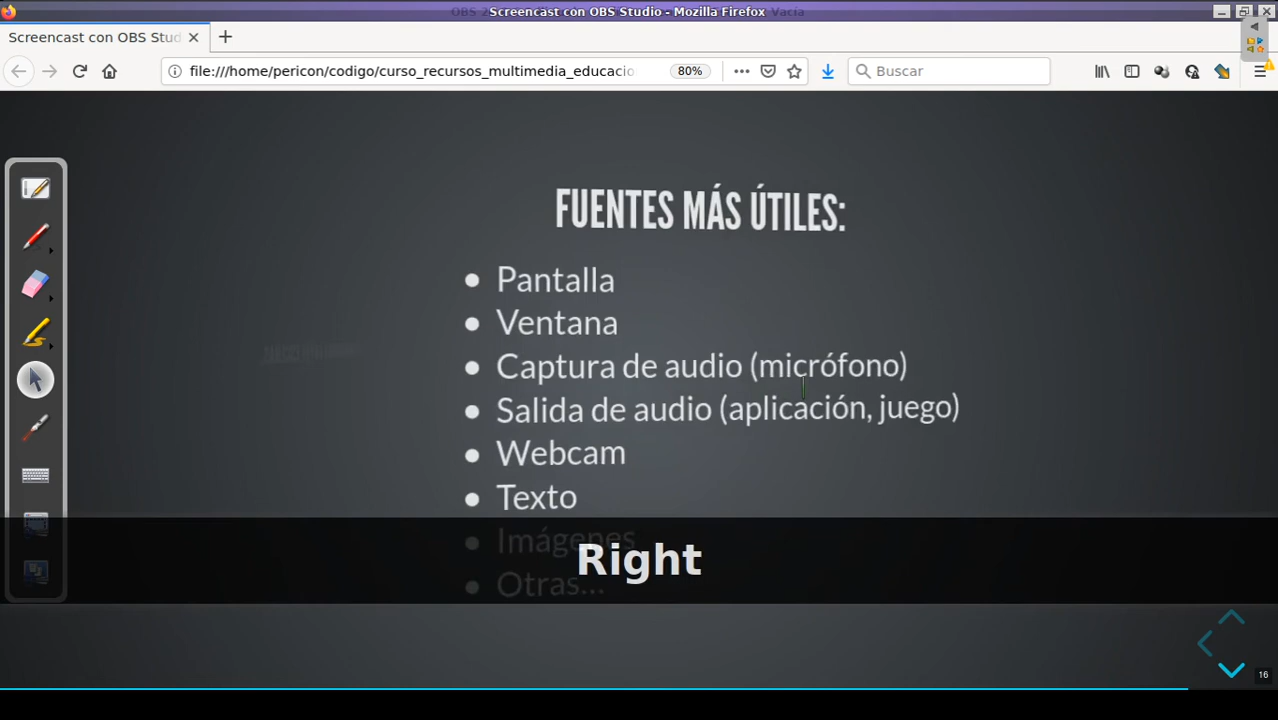 Screencast con OBS Studio - Mozilla Firefox
Screencast con OBS Stud
file:///home/pericon/codigo/curso_recursos_multimedia_educacio
80%
Buscar
FUENTES MÁS ÚTILES:
Pantalla
Ventana
Captura de audio (micrófono)
Salida de audio (aplicación, juego)
Webcam
Texto
Imágenes
Right
Otras...
16